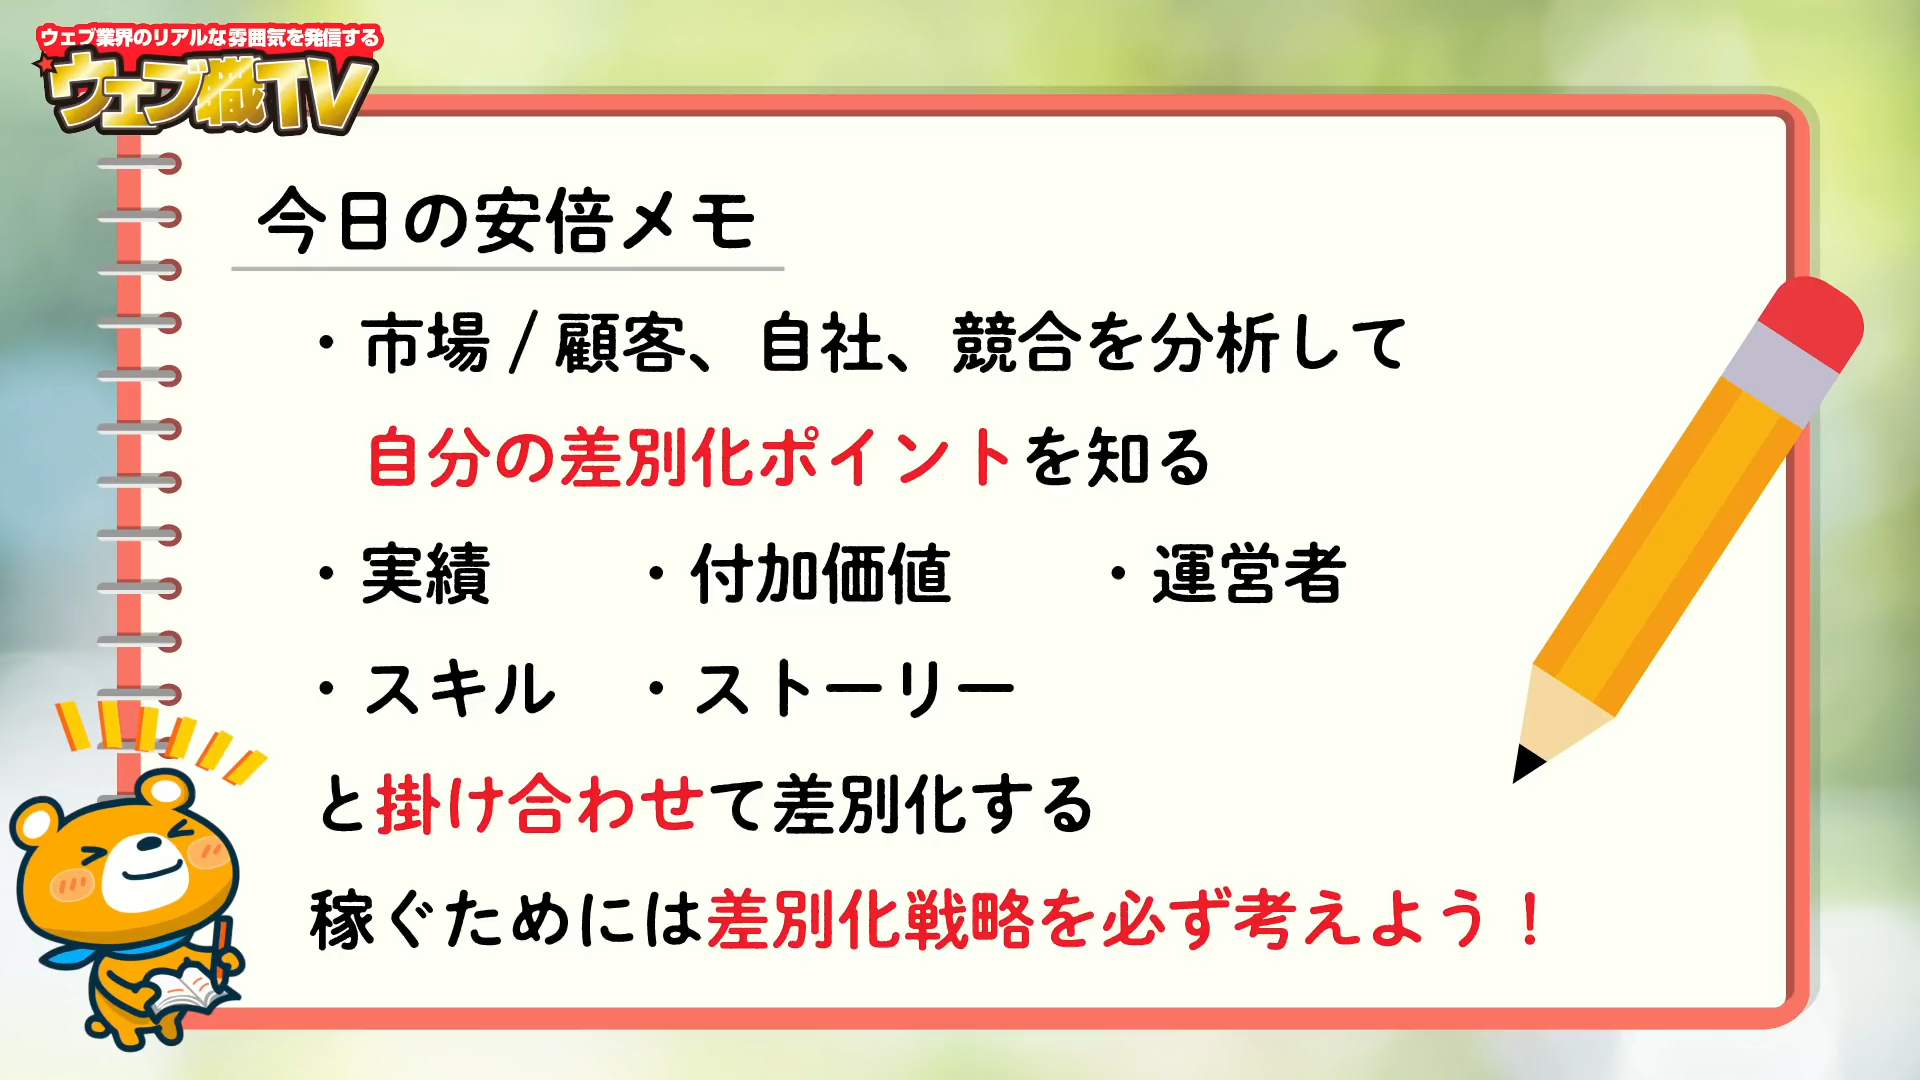 ウェブ業界のリアルな雰囲気を発信する
ウェブ職TV
今日の安倍メモ
・市場/顧客、自社、競合を分析して
自分の差別化ポイントを知る
・実績 ・付加価値 ・運営者
・スキル ・ストーリー
と掛け合わせて差別化する
稼ぐためには差別化戦略を必ず考えよう！